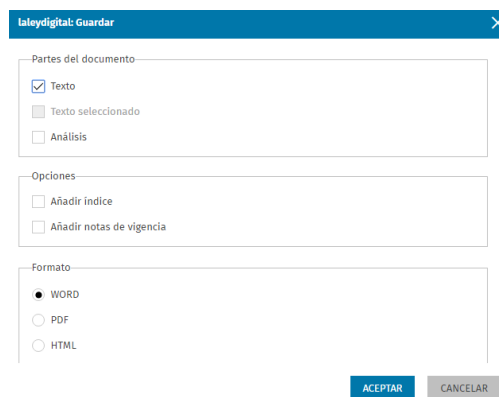 laleydigital: Guardar
Partes del documento
Texto
Texto seleccionado
Análisis
Opciones
Añadir índice
Añadir notas de vigencia
Formato
WORD
PDF
HTML
ACEPTAR CANCELAR